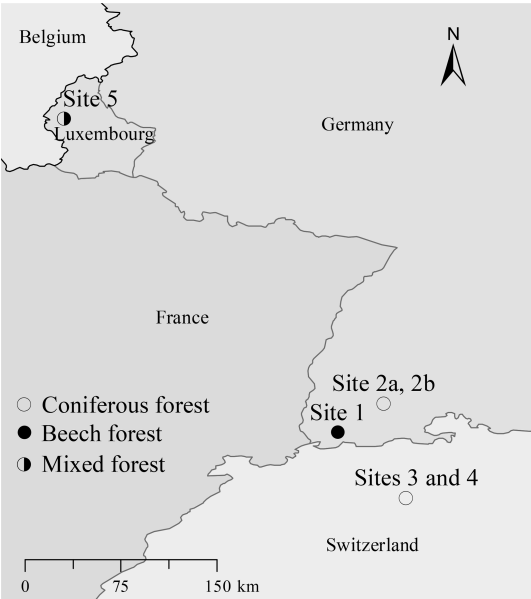 Belgium
N
Site 5
Luxembourg
Germany
France
Site 2a, 2b
Coniferous forest
Site 1
Beech forest
Mixed forest
Sites 3 and 4
Switzerland
0 75 150 km